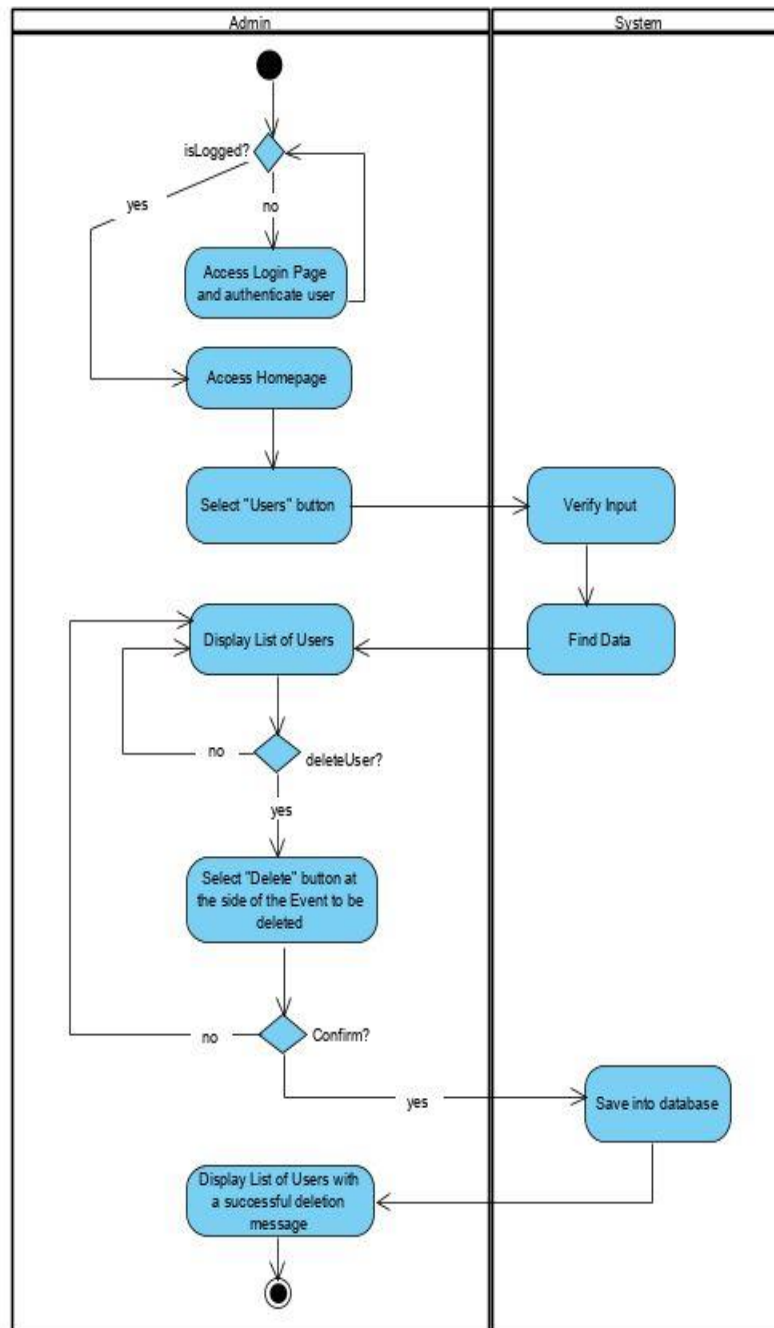 Admin
System
isLogged?
yes
no
Access Login Page
and authenticate user
Access Homepage
Select "Users" button
Verify Input
Display List of Users
Find Data
no
deleteUser?
yes
Select "Delete" button at
the side of the Event to be
deleted
no
Confirm?
yes
Save into database
Display List of Users with
a successful deletion
message